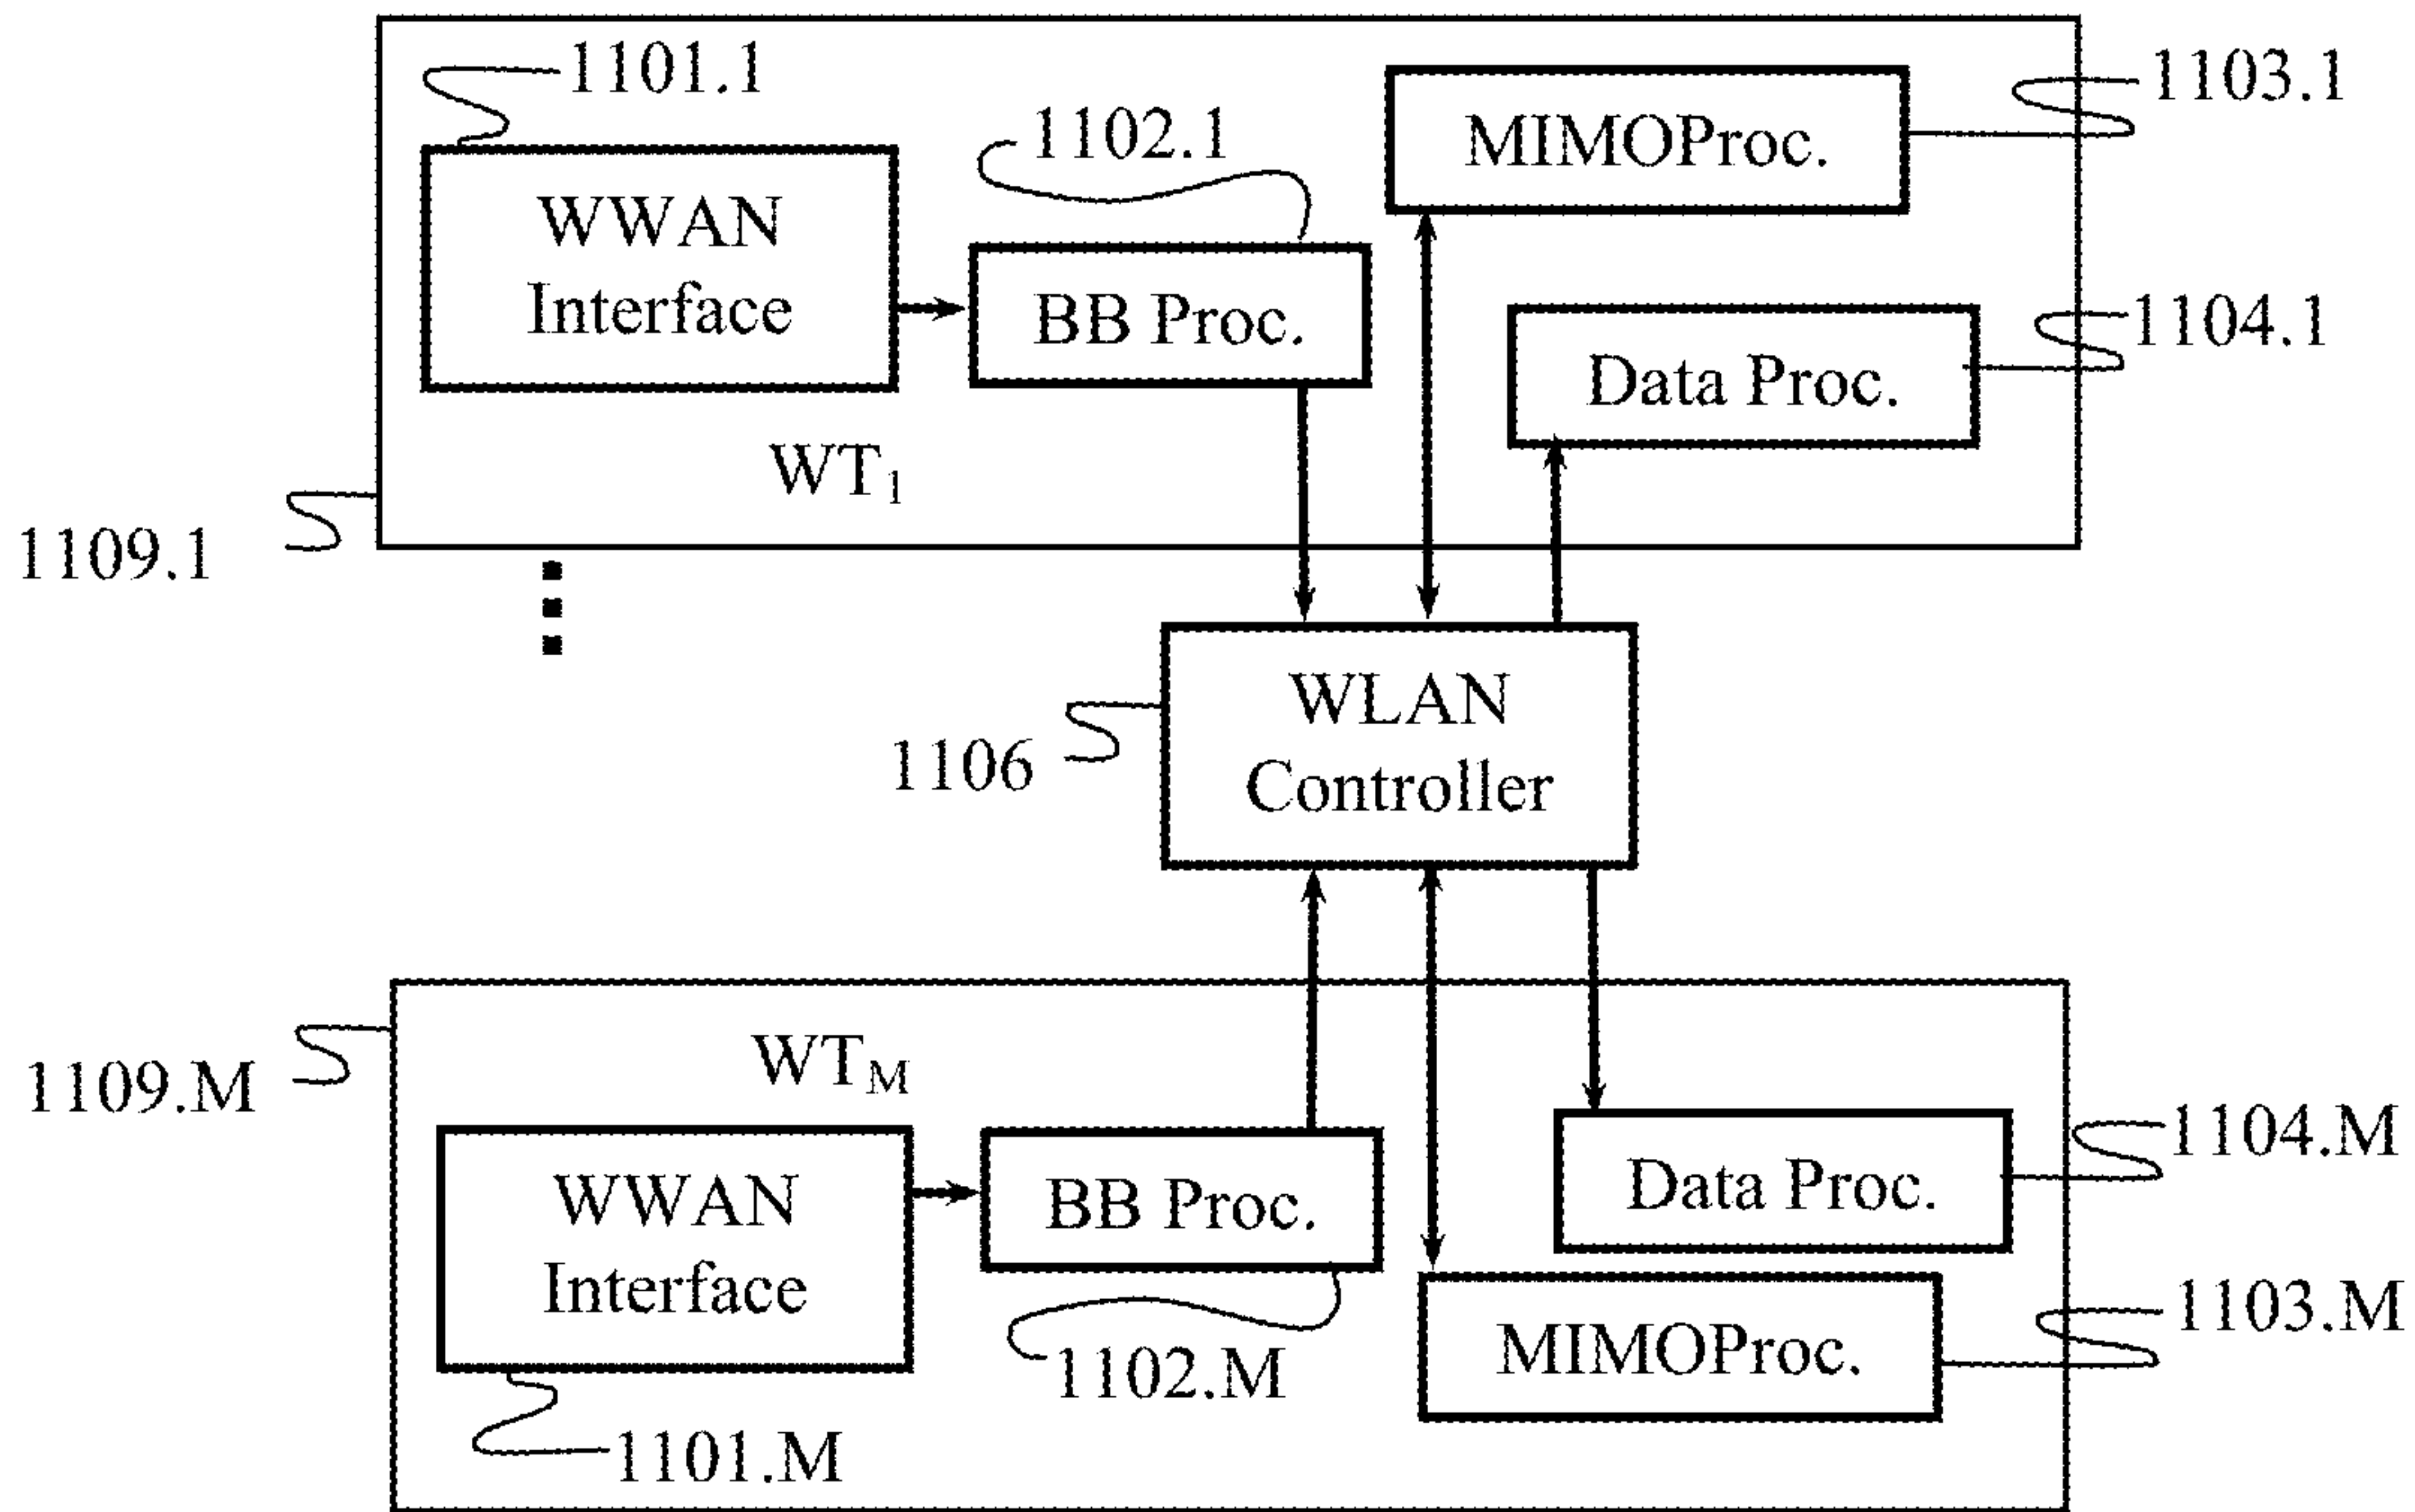 1101.1
1103.1
1102.1
MIMOProc.
WWAN
Interface
BB Proc.
1104.1
Data Proc.
WT1
1109.1
WLAN
Controller
1106
WTM
1109.M
1104.M
WWAN
Interface
BB Proc.
Data Proc.
1103.M
MIMOProc.
1102.M
1101.M